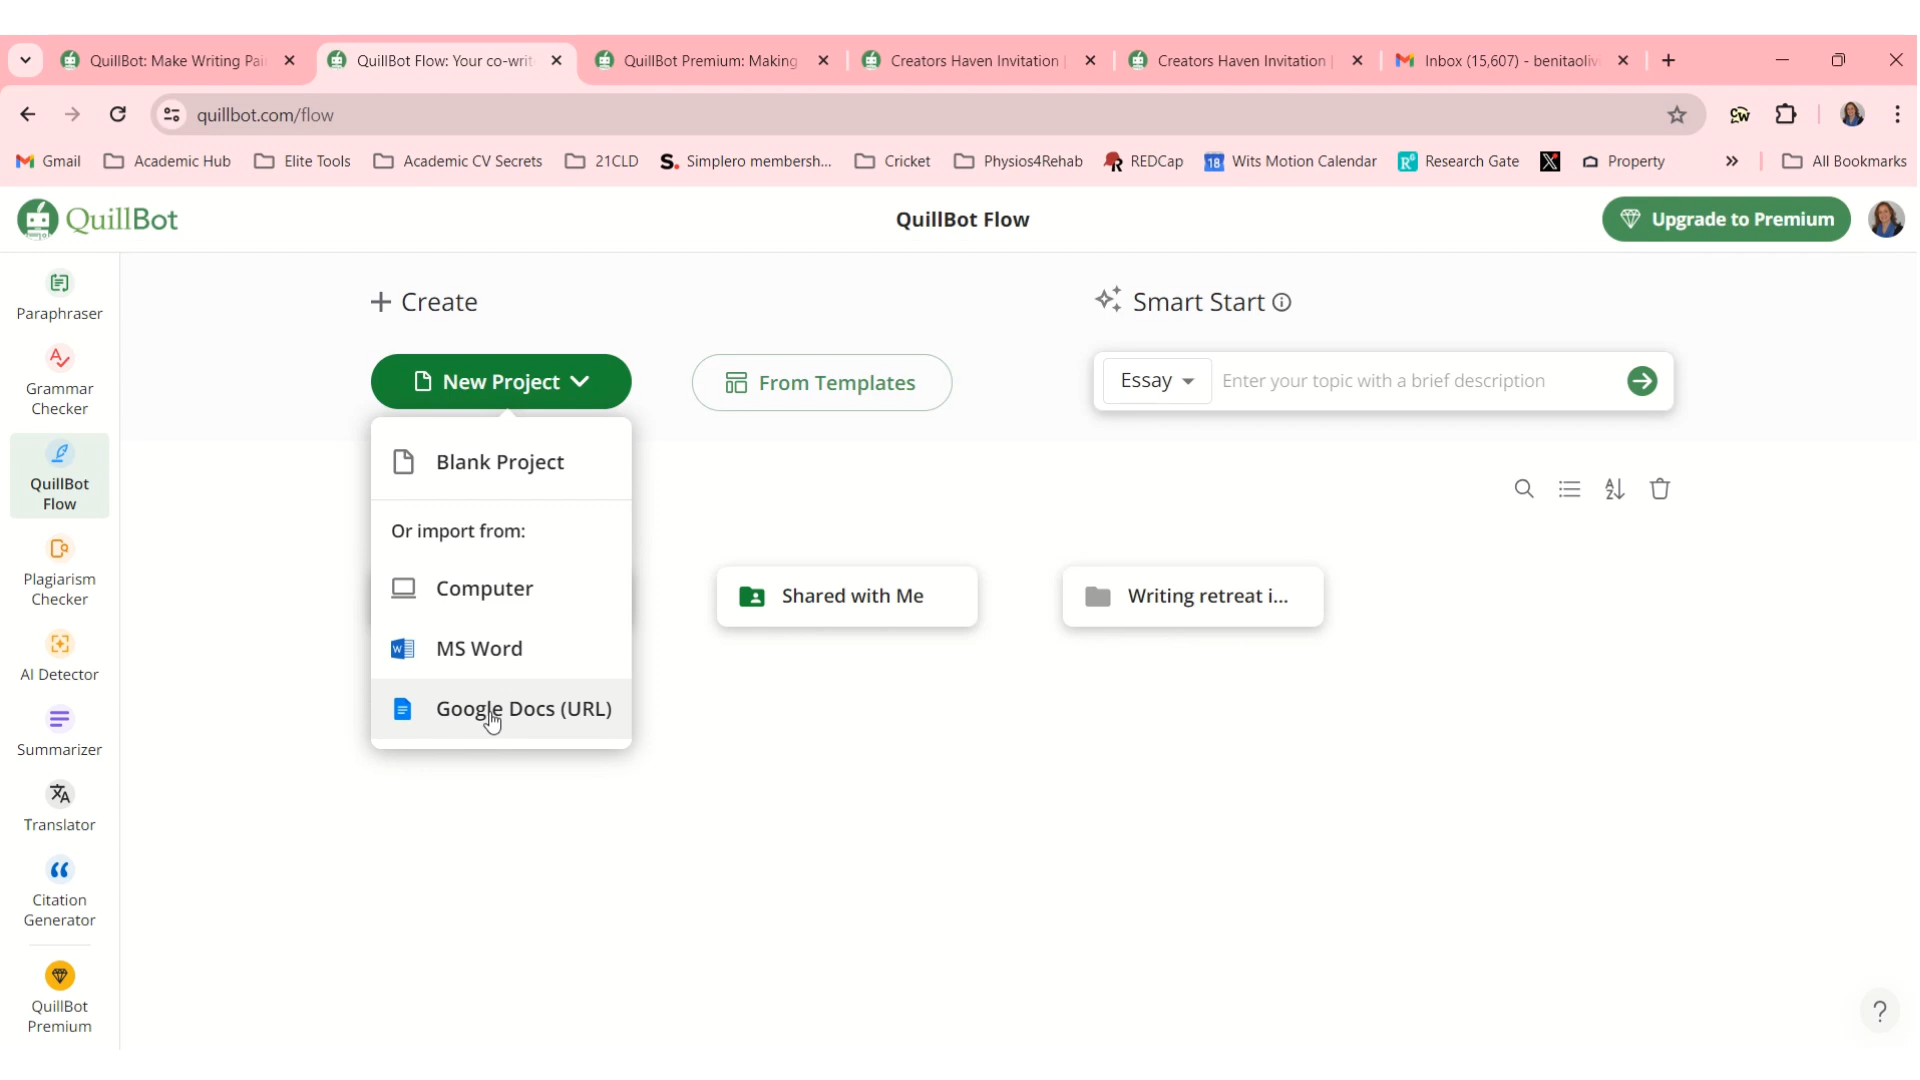 QuillBot: Make Writing Pai
QuillBot Flow: Your co-writ
QuillBot Premium: Making
Creators Haven Invitation |
Creators Haven Invitation |
Inbox (15,607) - benitaoliv
quillbot.com/flow
Gmail
Academic Hub
Elite Tools
Academic CV Secrets
21CLD
Simplero membersh...
Cricket
Physios4Rehab
REDCap
Wits Motion Calendar
Research Gate
Property
All Bookmarks
QuillBot
QuillBot Flow
Upgrade to Premium
Paraphraser
Grammar
Checker
QuillBot
Flow
Plagiarism
Checker
AI Detector
Summarizer
Translator
Citation
Generator
QuillBot
Premium
Create
Smart Start
New Project
From Templates
Essay
Enter your topic with a brief description
Blank Project
Or import from:
Computer
MS Word
Google Docs (URL)
Shared with Me
Writing retreat i...